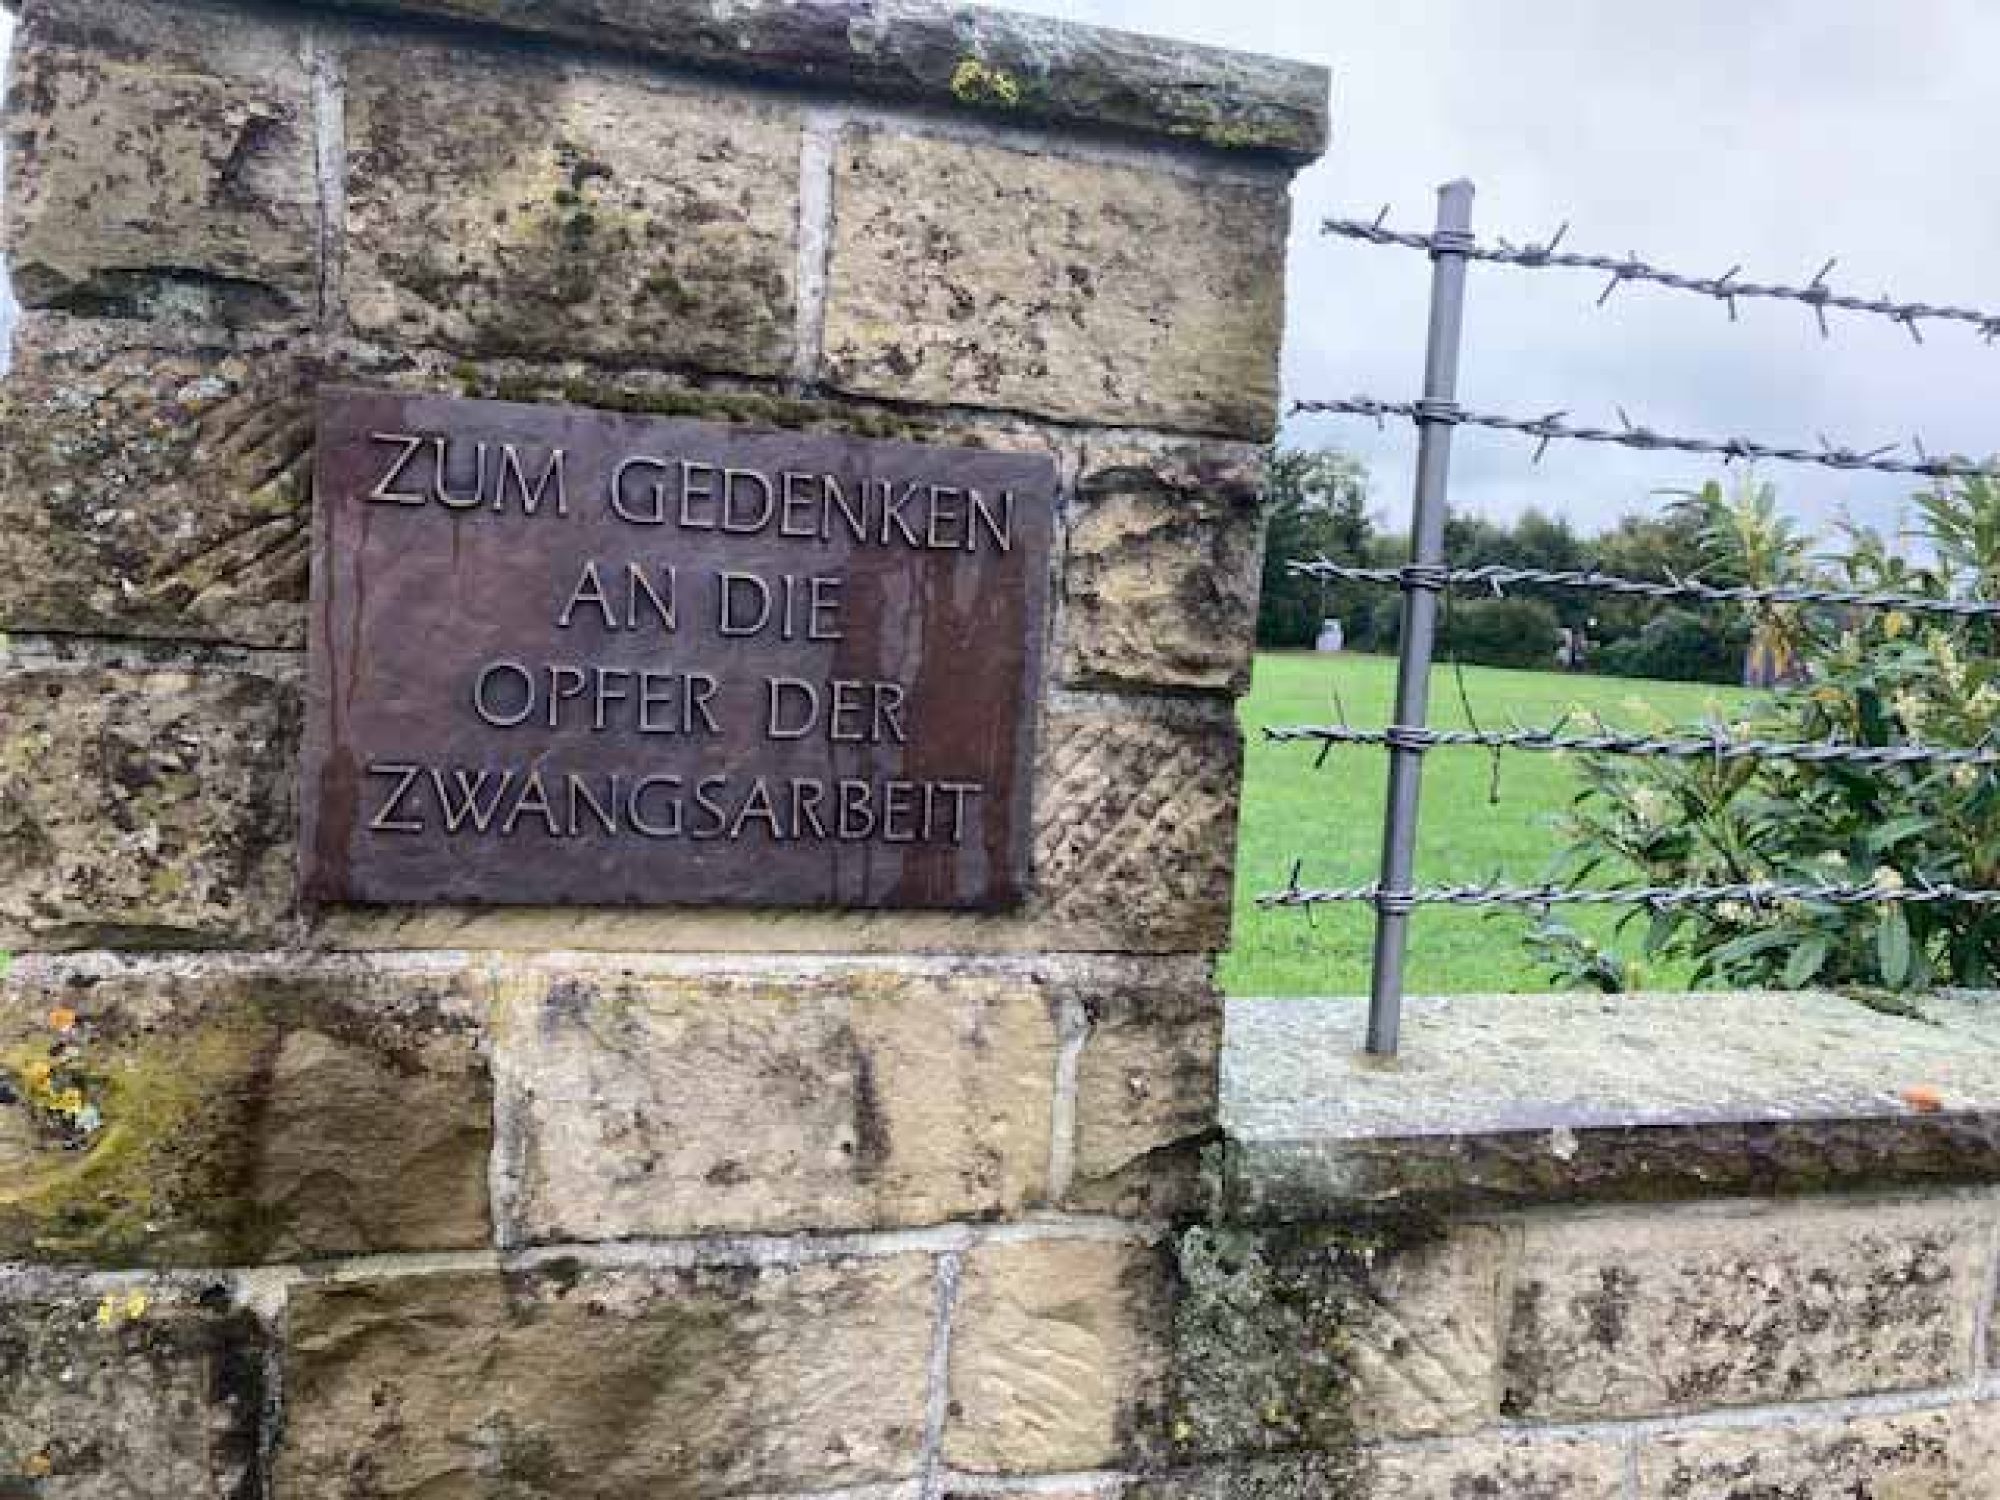 ZUM GEDENKEN
AN DIE
OPFER DER
ZWANGSARBEIT